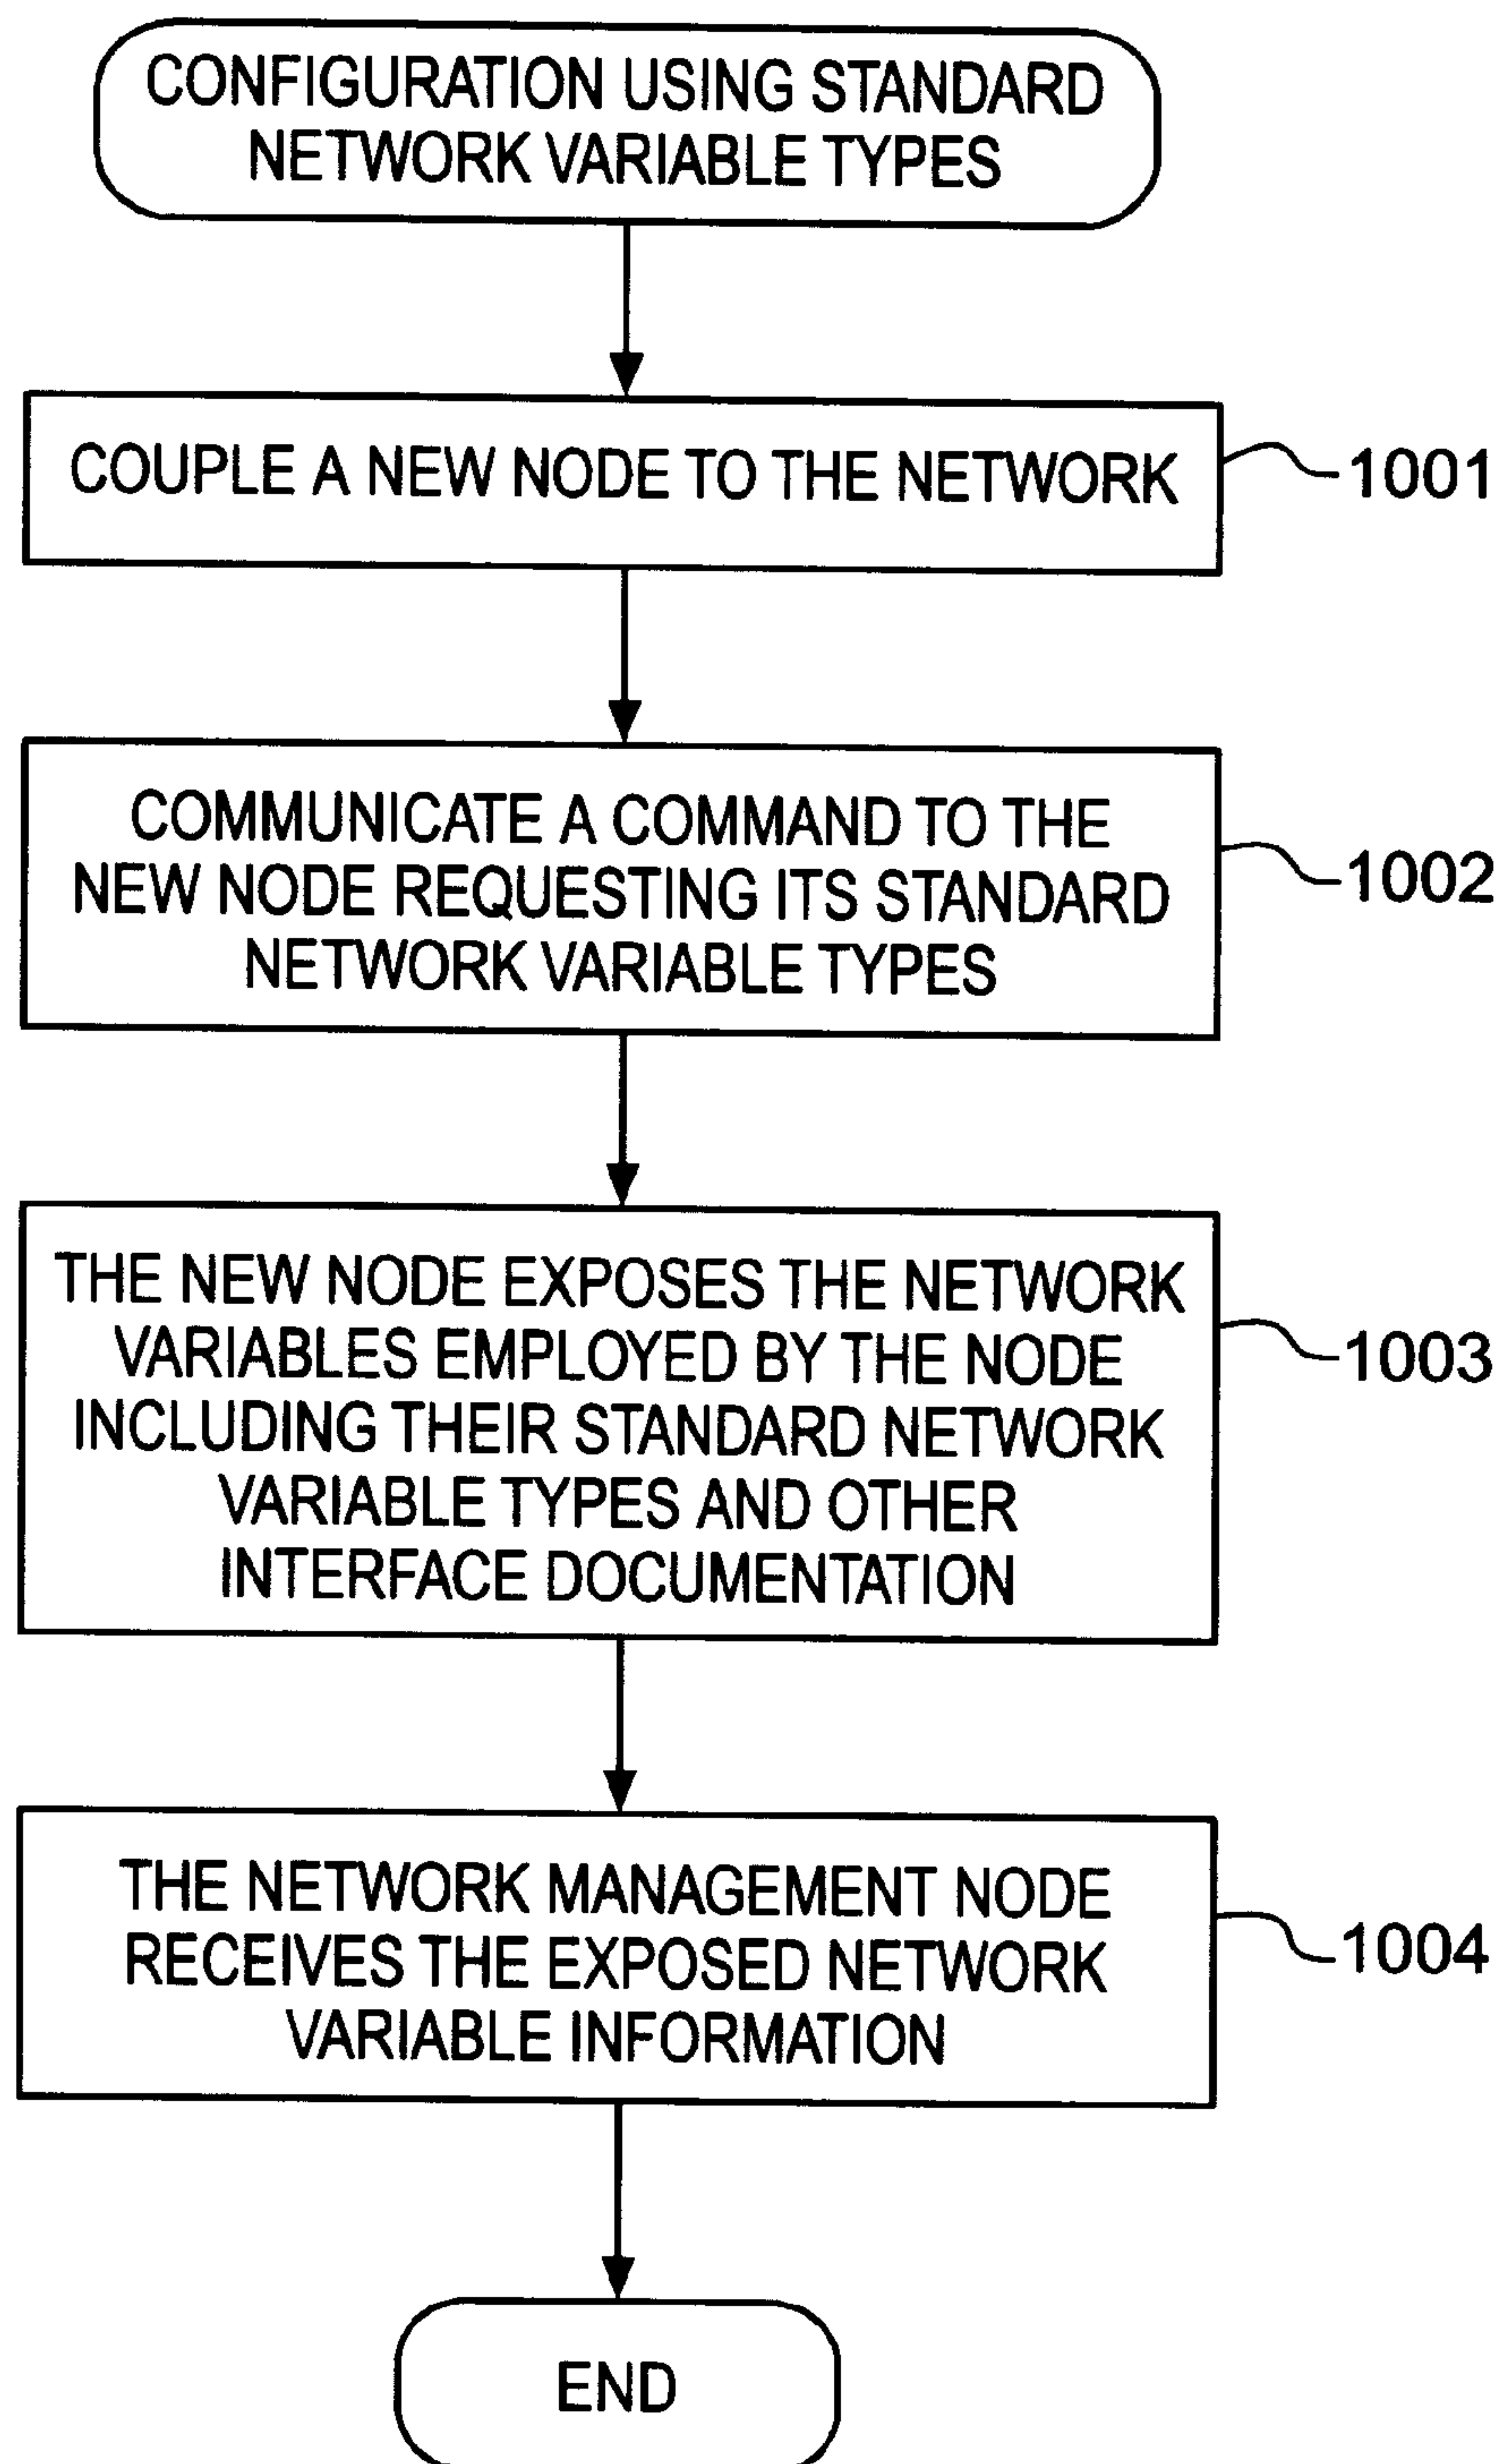 CONFIGURATION USING STANDARD
NETWORK VARIABLE TYPES
COUPLE A NEW NODE TO THE NETWORK
1001
COMMUNICATE A COMMAND TO THE
NEW NODE REQUESTING ITS STANDARD
NETWORK VARIABLE TYPES
1002
THE NEW NODE EXPOSES THE NETWORK
VARIABLES EMPLOYED BY THE NODE
INCLUDING THEIR STANDARD NETWORK
VARIABLE TYPES AND OTHER
INTERFACE DOCUMENTATION
1003
THE NETWORK MANAGEMENT NODE
RECEIVES THE EXPOSED NETWORK
VARIABLE INFORMATION
1004
END